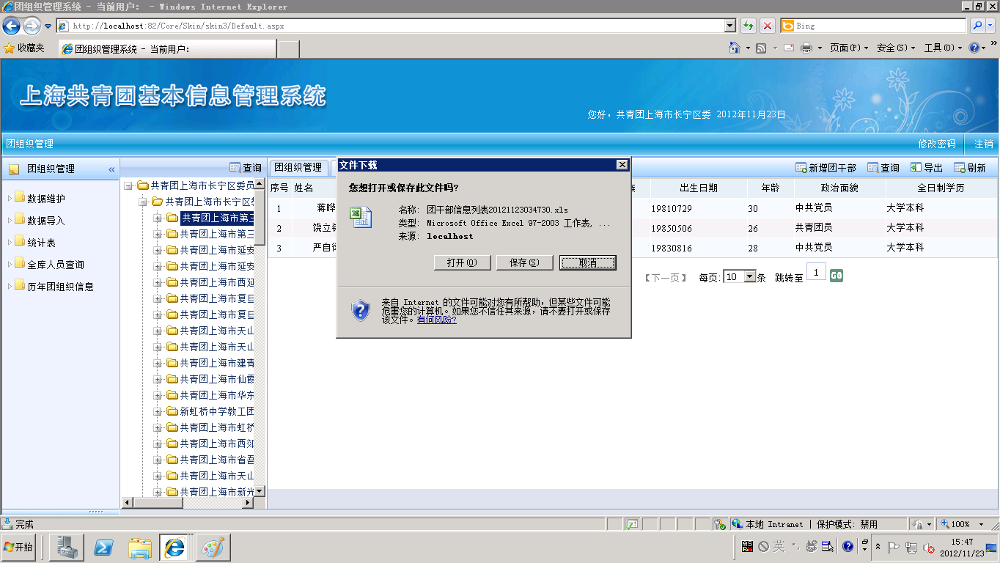 团组织管理系统 - 当前用户: - Windows Internet Explorer
http://localhost:82/Core/Skin/skin3/Default.aspx
Bing
收藏夹
团组织管理系统 - 当前用户:
页面(P)
安全(S)
工具(O)
上海共青团基本信息管理系统
您好，共青团上海市长宁区委 2012年11月23日
团组织管理
修改密码
注销
团组织管理
数据维护
数据导入
统计表
全库人员查询
历年团组织信息
查询
共青团上海市长宁区委员
共青团上海市长宁区
共青团上海市第三
共青团上海市第三
共青团上海市延安
共青团上海市延安
共青团上海市西延
共青团上海市复旦
共青团上海市复旦
共青团上海市天山
共青团上海市天山
共青团上海市建青
共青团上海市仙霞
共青团上海市华东
新虹桥中学教工团
共青团上海市虹桥
共青团上海市西郊
共青团上海市省吾
共青团上海市天山
共青团上海市新光
团组织管理
新增团干部
查询
导出
刷新
序号 姓名 出生日期 年龄 政治面貌 全日制学历
1 蒋晔 19810729 30 中共党员 大学本科
2 饶立 19850506 26 共青团员 大学本科
3 严自 19830816 28 中共党员 大学本科
【下一页】 每页: 10 条 跳转至 1 GO
文件下载
您想打开或保存此文件吗?
名称: 团干部信息列表20121123034730.xls
类型: Microsoft Office Excel 97-2003 工作表, ...
来源: localhost
打开(O)
保存(S)
取消
来自 Internet 的文件可能对您有所帮助，但某些文件可能
危害您的计算机。如果您不信任其来源，请不要打开或保存
该文件。有何风险?
完成
本地 Intranet | 保护模式: 禁用
100%
开始
英
15:47
2012/11/23